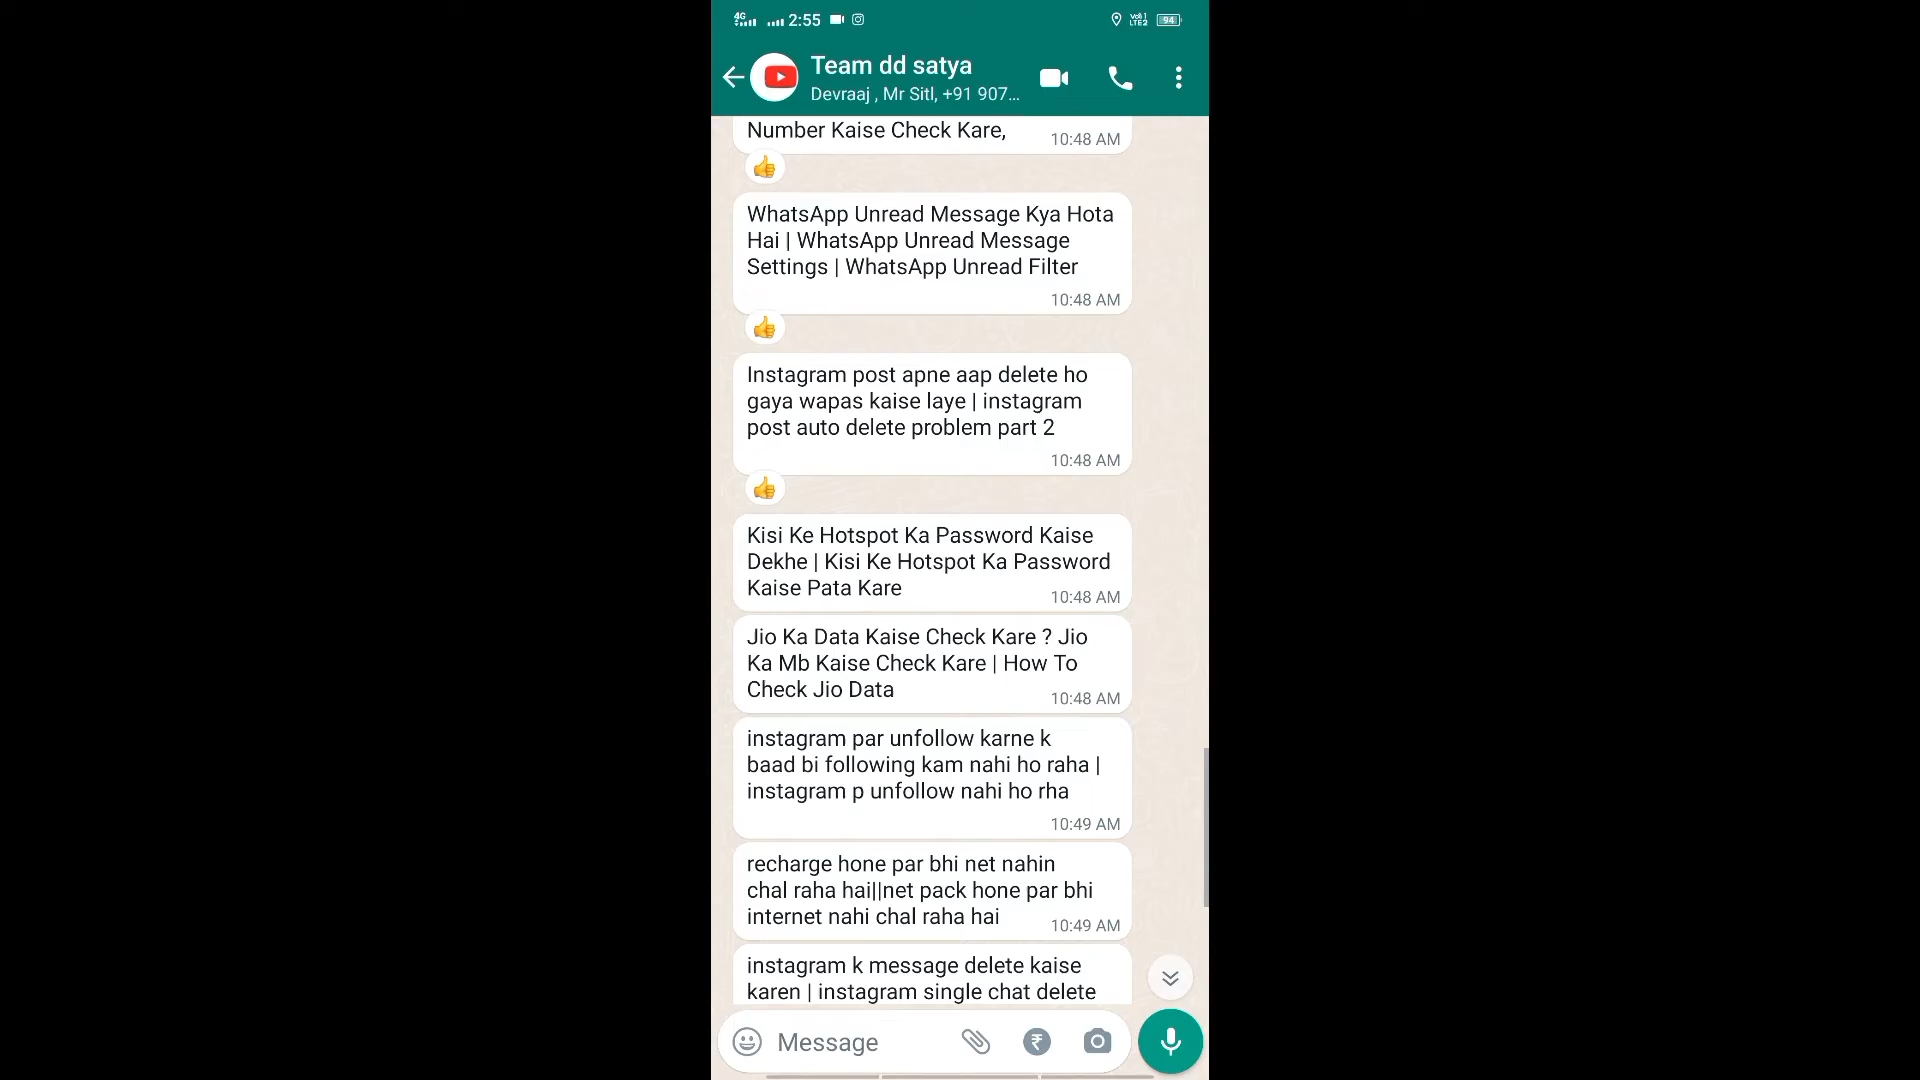 4G 2:55 Vo) 1 LTE2 94
Team dd satya
Devraaj , Mr Sitl, +91 907...
Number Kaise Check Kare,
10:48 AM
WhatsApp Unread Message Kya Hota
Hai | WhatsApp Unread Message
Settings | WhatsApp Unread Filter
10:48 AM
Instagram post apne aap delete ho
gaya wapas kaise laye | instagram
post auto delete problem part 2
10:48 AM
Kisi Ke Hotspot Ka Password Kaise
Dekhe | Kisi Ke Hotspot Ka Password
Kaise Pata Kare
10:48 AM
Jio Ka Data Kaise Check Kare ? Jio
Ka Mb Kaise Check Kare | How To
Check Jio Data
10:48 AM
instagram par unfollow karne k
baad bi following kam nahi ho raha |
instagram p unfollow nahi ho rha
10:49 AM
recharge hone par bhi net nahin
chal raha hai||net pack hone par bhi
internet nahi chal raha hai
10:49 AM
instagram k message delete kaise
karen | instagram single chat delete
Message ₹